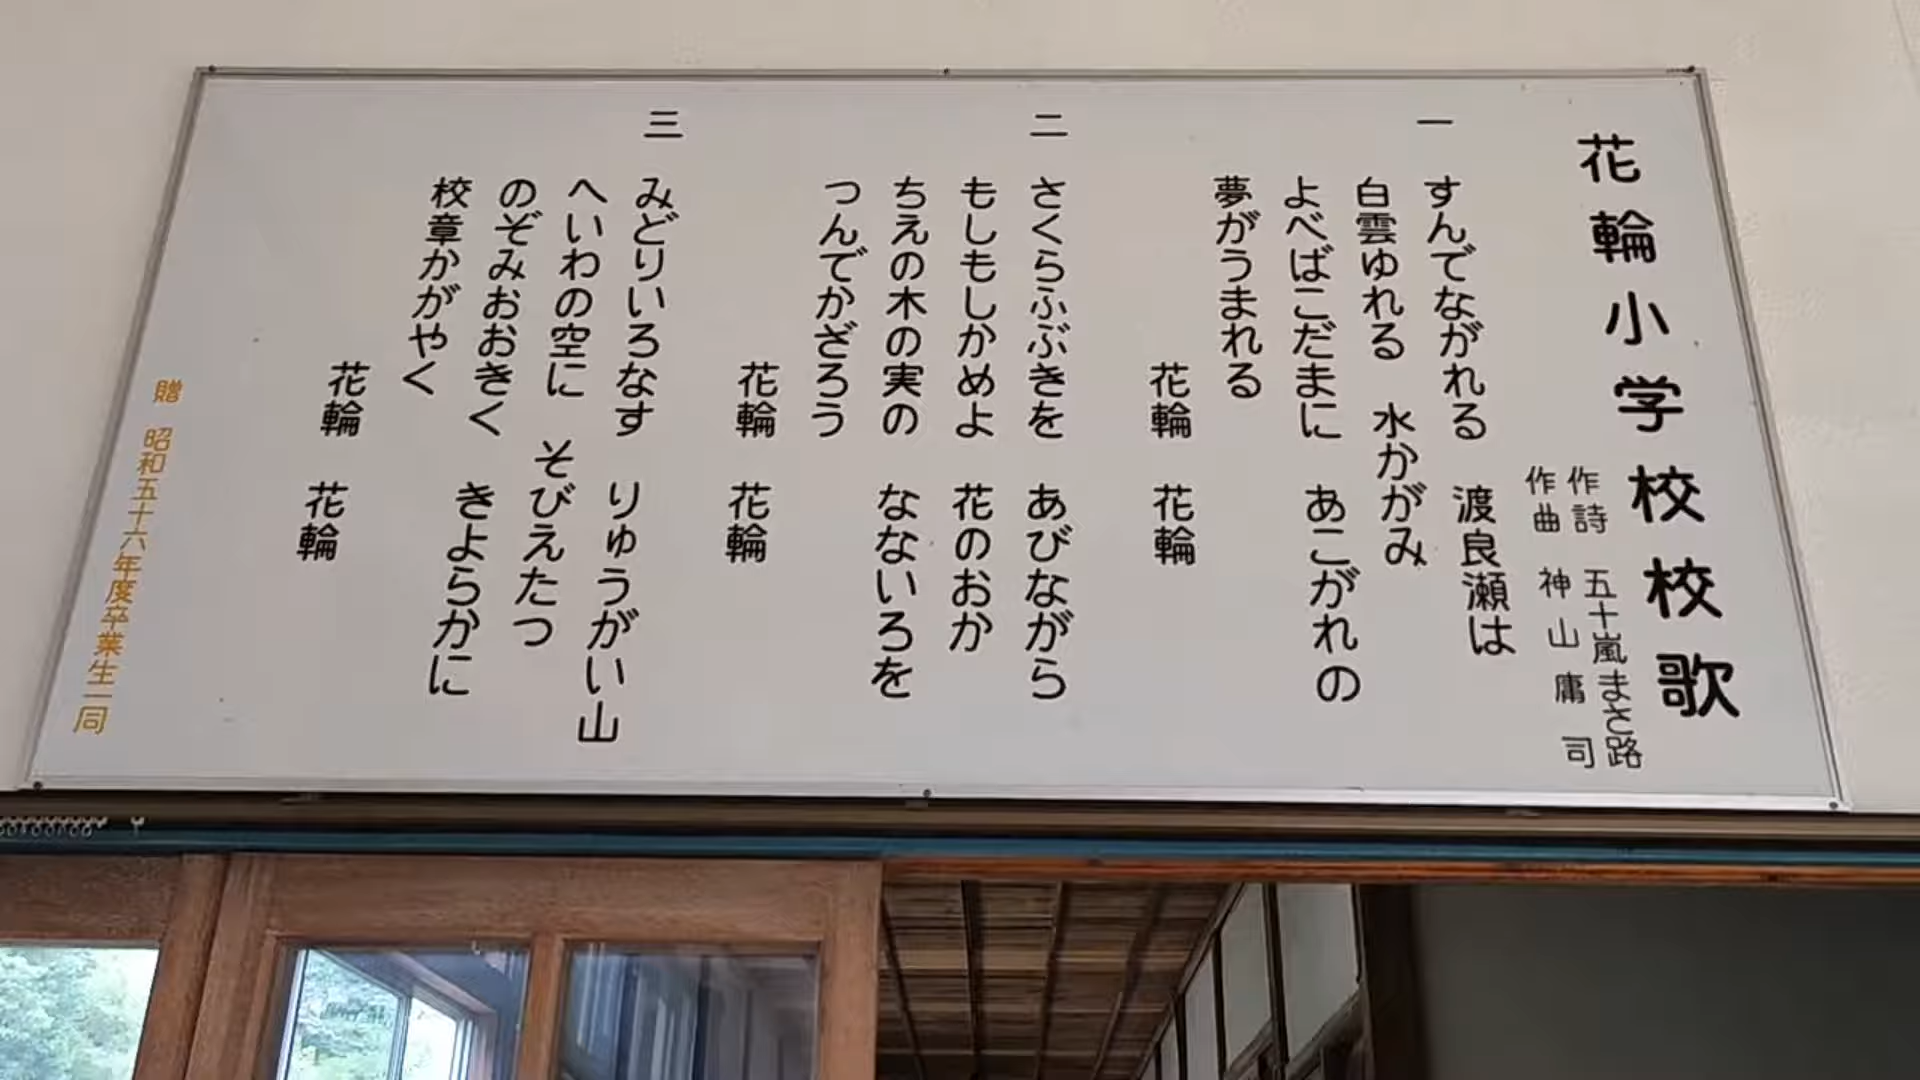 花輪小学校校歌
作詩 五十嵐まさ路
作曲 神山庸司
一 すんでながれる 渡良瀬は
白雲ゆれる 水かがみ
よべばこだまに あこがれの
夢がうまれる
花輪 花輪
二 さくらふぶきを あびながら
もしもしかめよ 花のおか
ちえの木の実の なないろを
つんでかざろう
花輪 花輪
三 みどりいろなす りゅうがい山
へいわの空に そびえたつ
のぞみおおきく きよらかに
校章かがやく
花輪 花輪
贈 昭和五十六年度卒業生一同